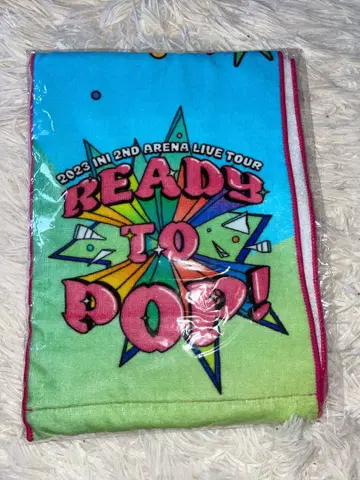 2023 INI 2ND ARENA LIVE TOUR
READY
TO
POP!